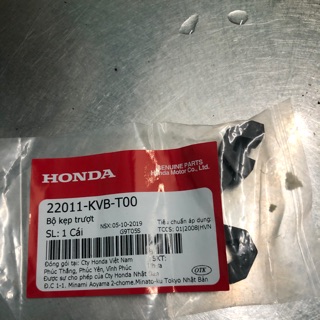 HONDA
GENUINE PARTS
Honda Motor Co., Ltd.
22011-KVB-T00
Bộ kẹp trượt
NSX:05-10-2019
Tiêu chuẩn áp dụng:
SL: 1 Cái
G9T05S
TCCS: 01|2008|HVN
Đóng gói tại: Cty Honda Việt Nam
Phúc Thắng, Phúc Yên, Vĩnh Phúc
Được sự cho phép của Cty Honda Nhật Bản
Đ.C 1-1, Minami Aoyama 2-chome, Minato-ku Tokyo Nhật Bản
OTK